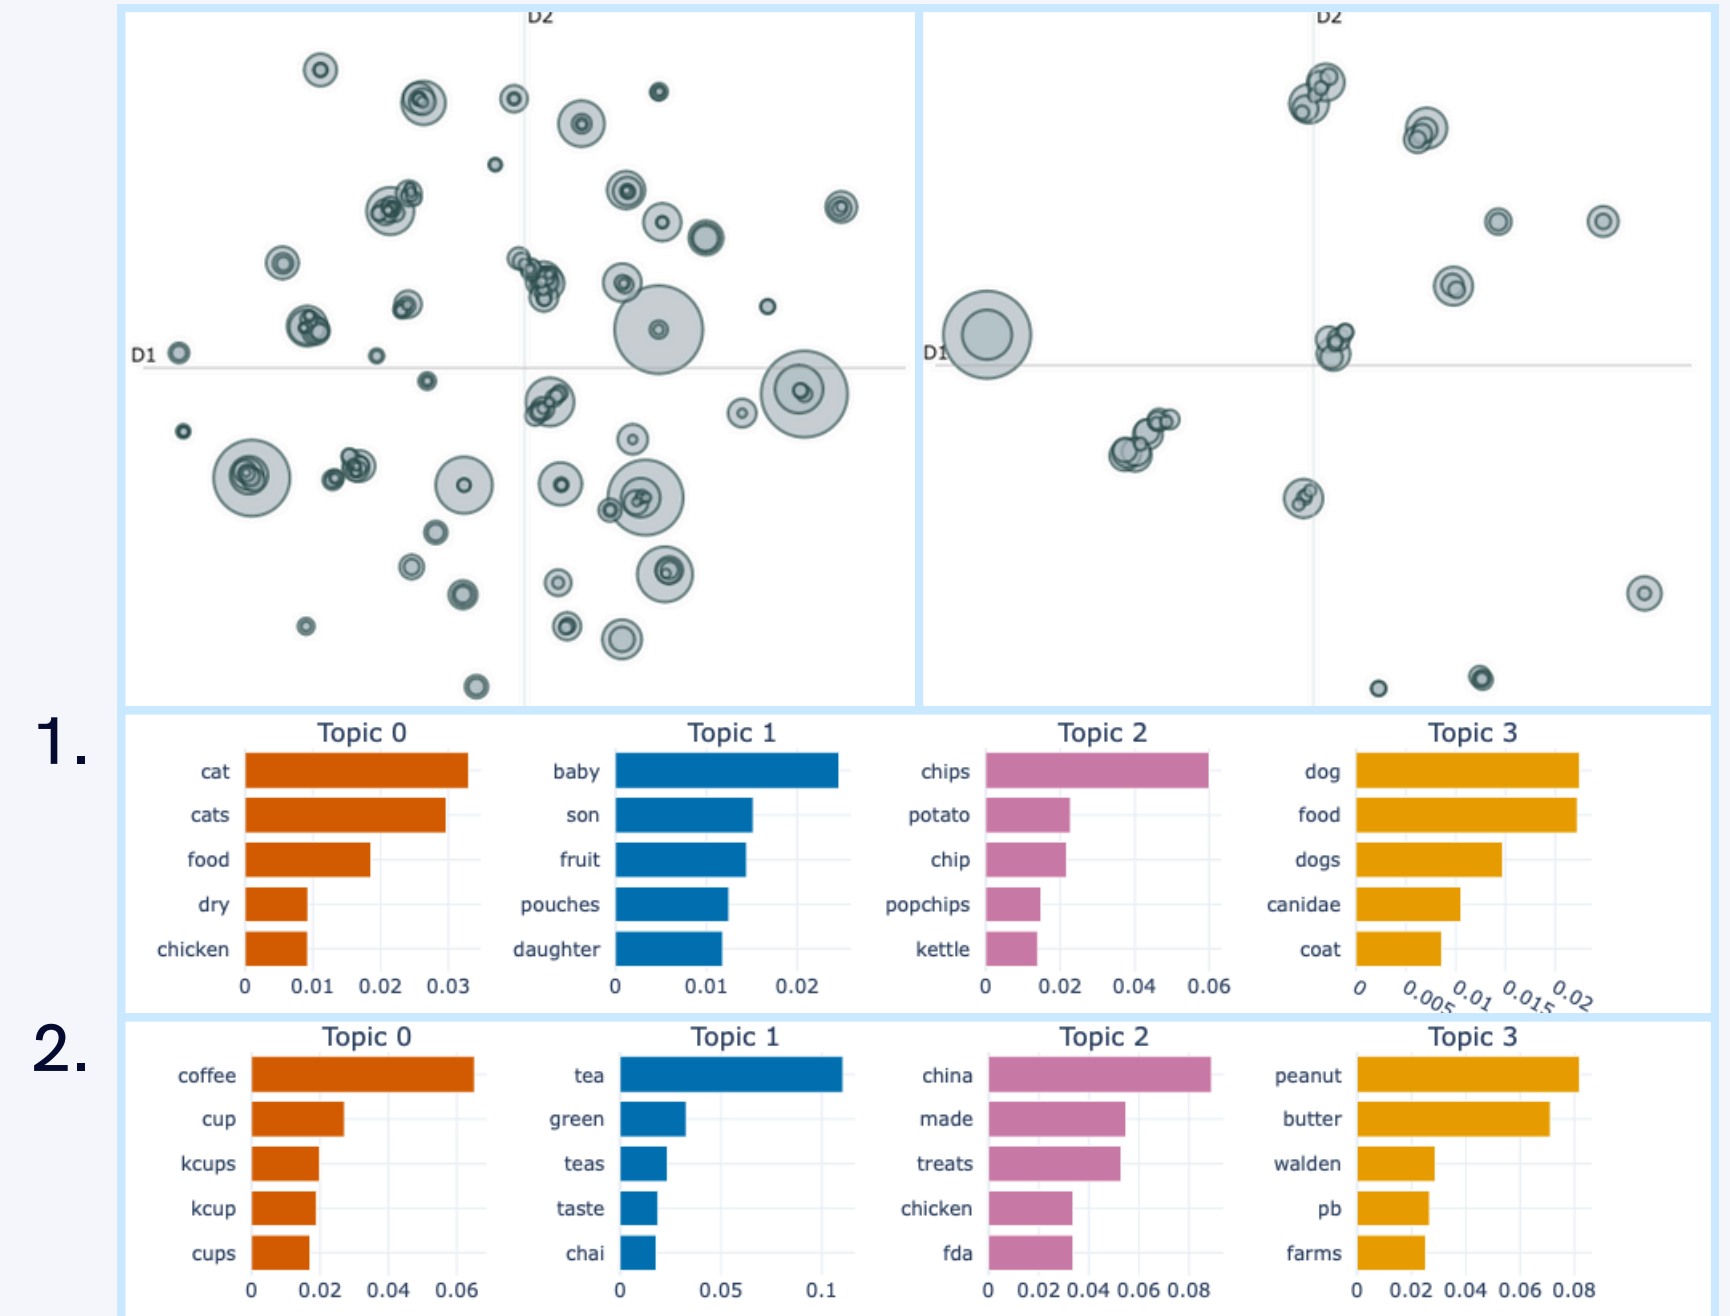 D2
D2
D1
D1
1.
Topic 0
Topic 1
Topic 2
Topic 3
cat
cats
food
dry
chicken
0 0.01 0.02 0.03
baby
son
fruit
pouches
daughter
0 0.01 0.02
chips
potato
chip
popchips
kettle
0 0.02 0.04 0.06
dog
food
dogs
canidae
coat
0 0.005 0.01 0.015 0.02
2.
Topic 0
Topic 1
Topic 2
Topic 3
coffee
cup
kcups
kcup
cups
0 0.02 0.04 0.06
tea
green
teas
taste
chai
0 0.05 0.1
china
made
treats
chicken
fda
0 0.02 0.04 0.06 0.08
peanut
butter
walden
pb
farms
0 0.02 0.04 0.06 0.08